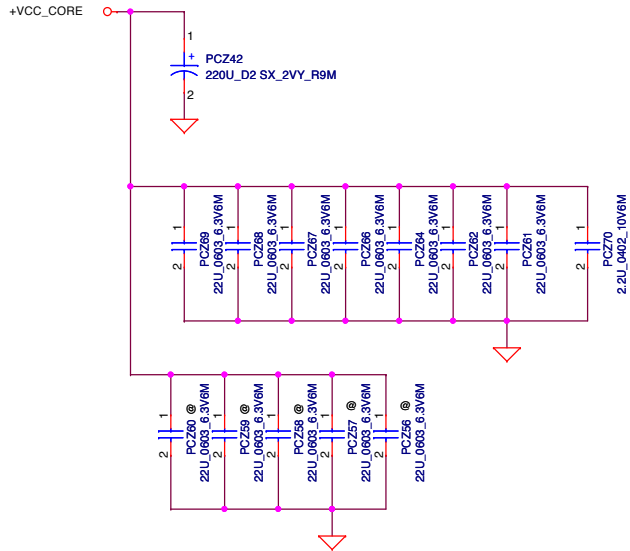 +VCC_CORE
1
+
PCZ42
220U_D2 SX_2VY_R9M
2
1
2
PCZ69
22U_0603_6.3V6M
1
2
PCZ68
22U_0603_6.3V6M
1
2
PCZ67
22U_0603_6.3V6M
1
2
PCZ66
22U_0603_6.3V6M
1
2
PCZ64
22U_0603_6.3V6M
1
2
PCZ62
22U_0603_6.3V6M
1
2
PCZ61
22U_0603_6.3V6M
1
2
PCZ70
2.2U_0402_10V6M
1
2
PCZ60 @
22U_0603_6.3V6M
1
2
PCZ59 @
22U_0603_6.3V6M
1
2
PCZ58 @
22U_0603_6.3V6M
1
2
PCZ57 @
22U_0603_6.3V6M
1
2
PCZ56 @
22U_0603_6.3V6M